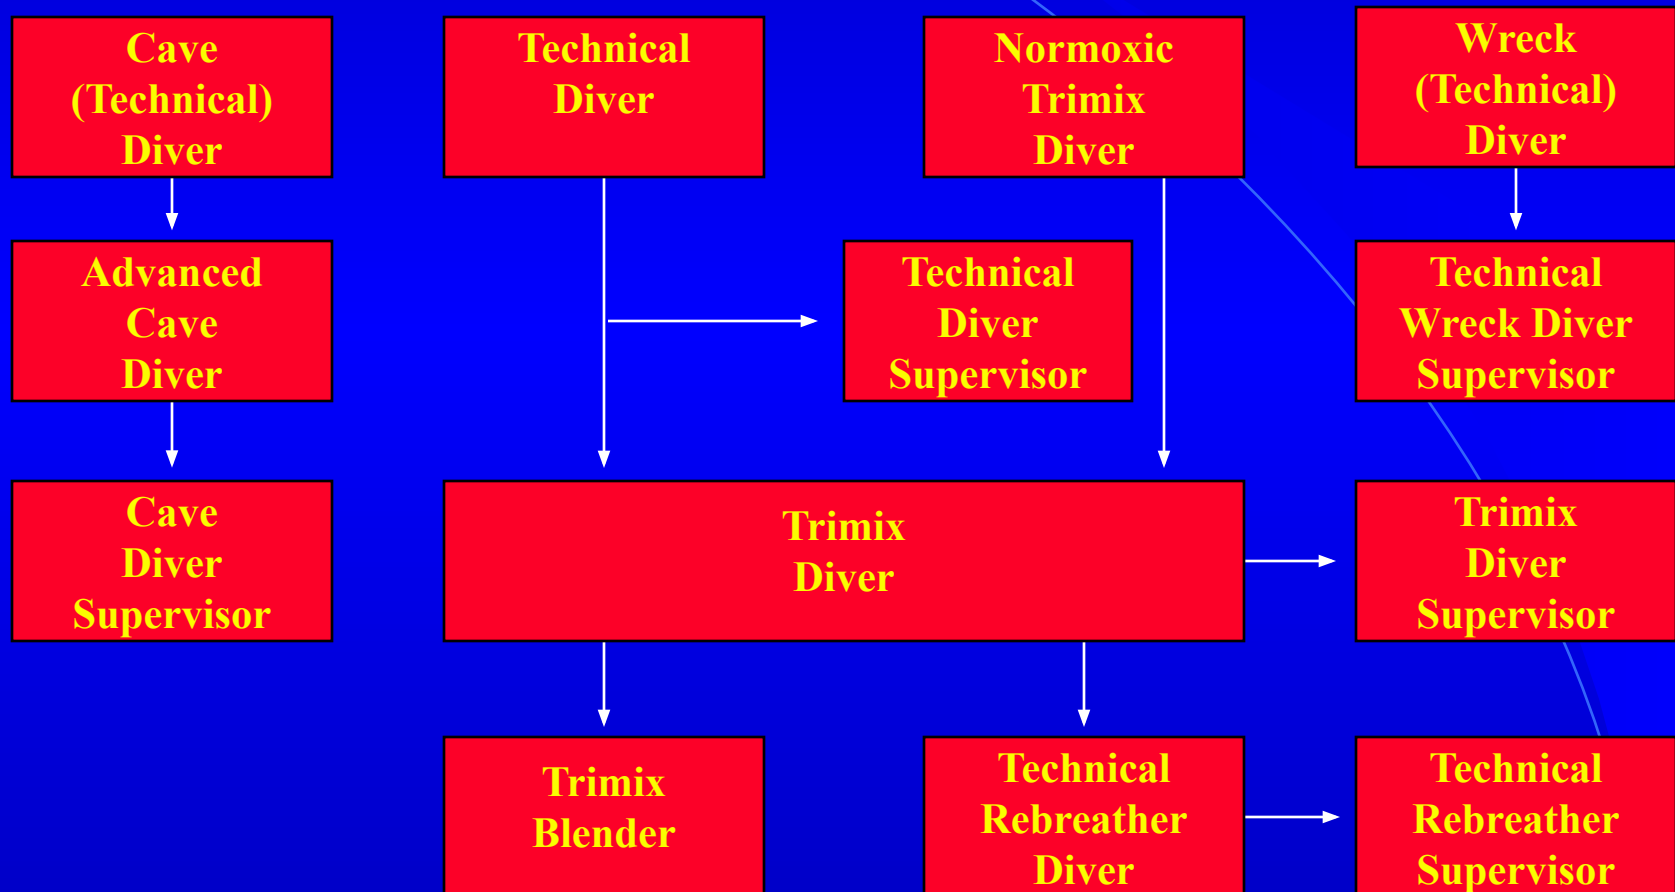 Cave
(Technical)
Diver
Technical
Diver
Normoxic
Trimix
Diver
Wreck
(Technical)
Diver
Advanced
Cave
Diver
Technical
Diver
Supervisor
Technical
Wreck Diver
Supervisor
Cave
Diver
Supervisor
Trimix
Diver
Trimix
Diver
Supervisor
Trimix
Blender
Technical
Rebreather
Diver
Technical
Rebreather
Supervisor